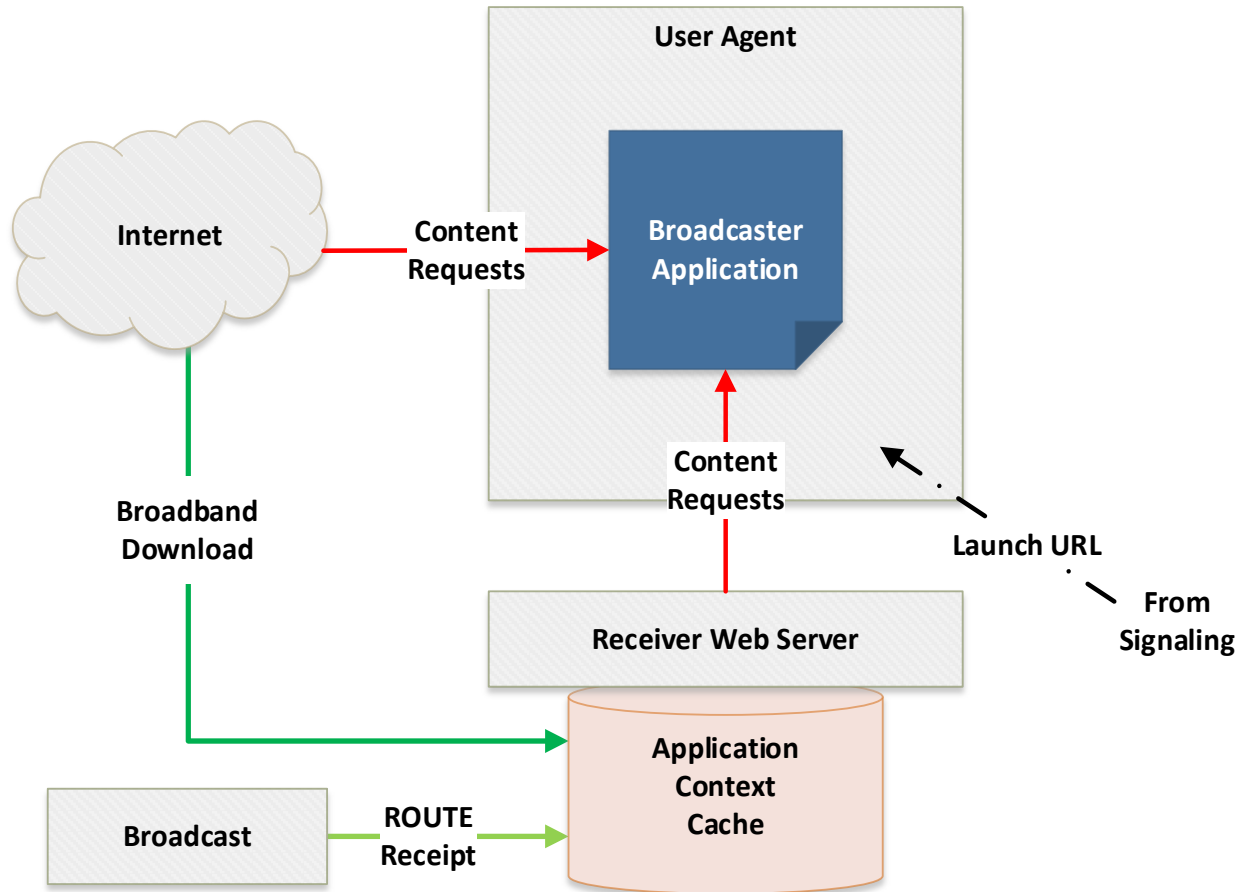 User Agent
Internet
Content
Requests
Broadcaster
Application
Content
Requests
Broadband
Download
Launch URL
From
Signaling
Receiver Web Server
Application
Context
Cache
Broadcast
ROUTE
Receipt